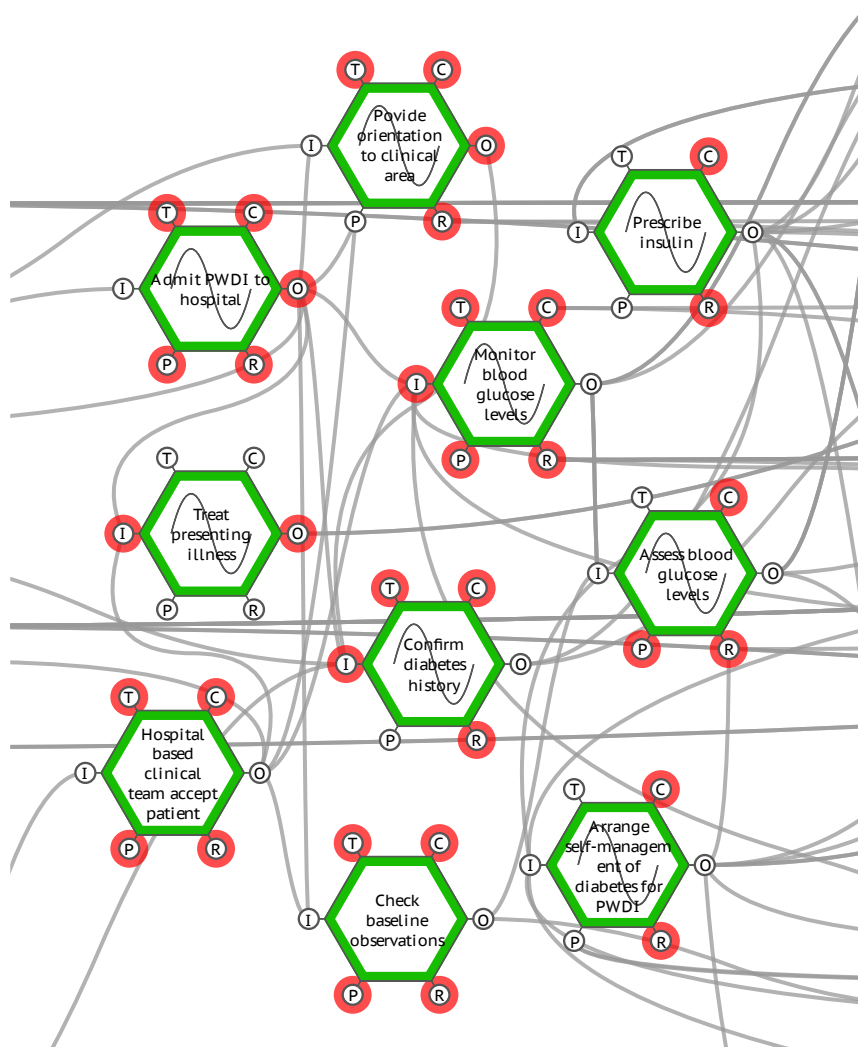 T
C
Povide
orientation
to clinical
area
I
O
P
R
T
C
Prescribe
insulin
I
O
P
R
T
C
Admit PWDI to
hospital
I
O
P
R
T
C
Monitor
blood
glucose
levels
I
O
P
R
T
C
Treat
presenting
illness
I
O
P
R
T
C
Assess blood
glucose
levels
I
O
P
R
T
C
Confirm
diabetes
history
I
O
P
R
T
C
Hospital
based
clinical
team accept
patient
I
O
P
R
T
C
Arrange
self-managem
ent of
diabetes for
PWDI
I
O
P
R
T
C
Check
baseline
observations
I
O
P
R